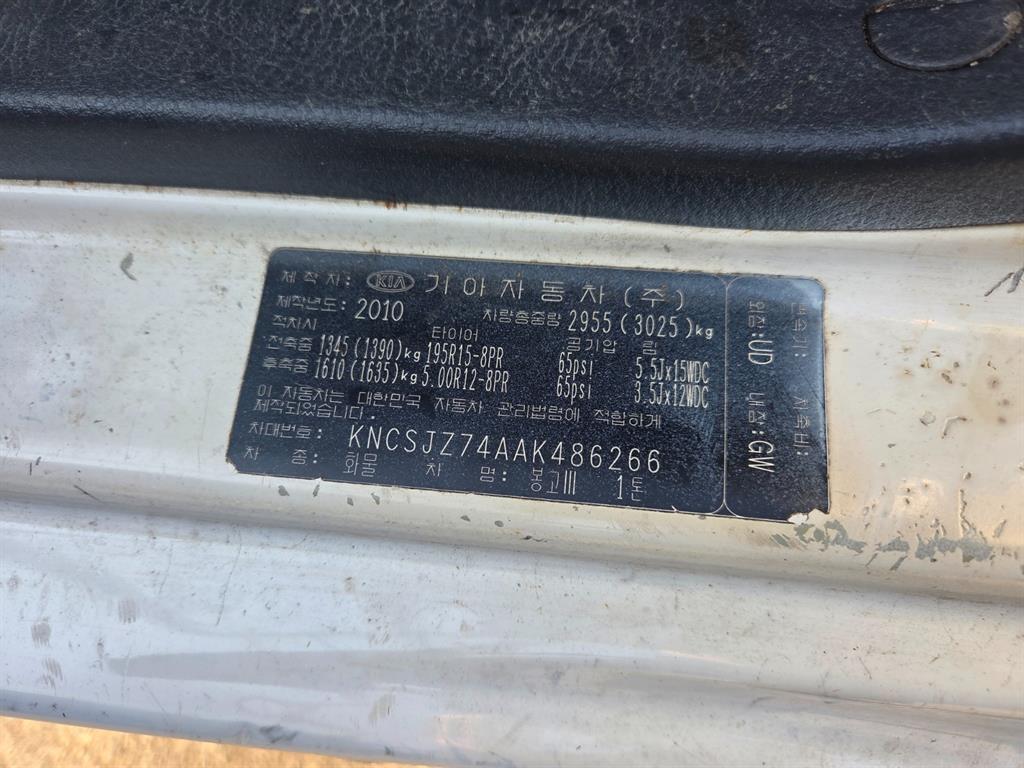 제 작 자: KIA 기아자동차(주)
제작년도: 2010 차량총중량 2955(3025)kg
적차시 타이어 공기압 림
전축중 1345(1390)kg 195R15-8PR 65psi 5.5Jx15WDC
후축중 1610(1635)kg 5.00R12-8PR 65psi 3.5Jx12WDC
이 자동차는 대한민국 자동차 관리법령에 적합하게
제작되었습니다.
차대번호: KNCSJZ74AAK486266
차 종: 화물 차 명: 봉고III 1톤
변속기: 차축비:
외장:UD 내장:GW